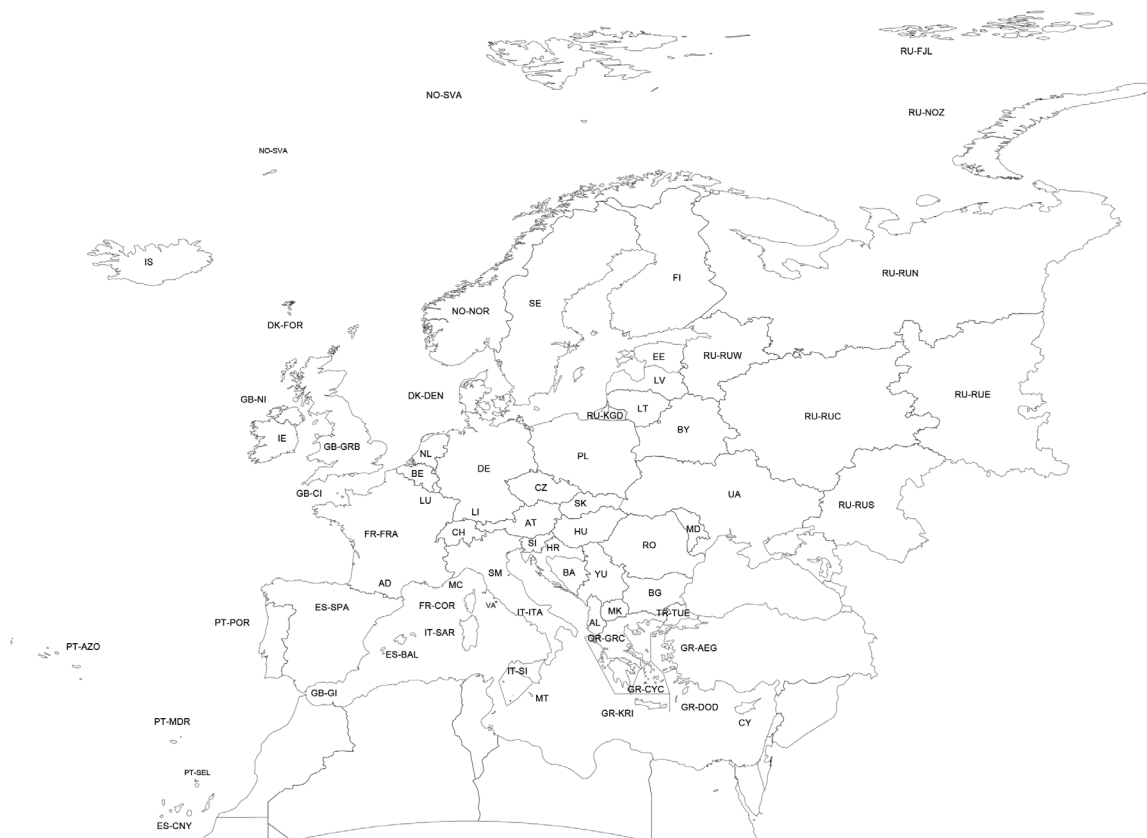 RU-FJL
NO-SVA
RU-NOZ
NO-SVA
IS
RU-RUN
FI
SE
NO-NOR
DK-FOR
EE
RU-RUW
LV
RU-RUE
DK-DEN
GB-NI
LT
RU-KGD
RU-RUC
BY
IE
GB-GRB
NL
PL
DE
BE
CZ
GB-CI
LU
SK
UA
RU-RUS
LI
AT
MD
CH
FR-FRA
HU
SI
HR
RO
SM
BA
YU
AD
MC
BG
VA
FR-COR
ES-SPA
IT-ITA
MK
TR-TUE
AL
PT-POR
IT-SAR
GR-GRC
PT-AZO
GR-AEG
ES-BAL
IT-SI
GR-CYC
GB-GI
MT
GR-DOD
GR-KRI
PT-MDR
CY
PT-SEL
ES-CNY